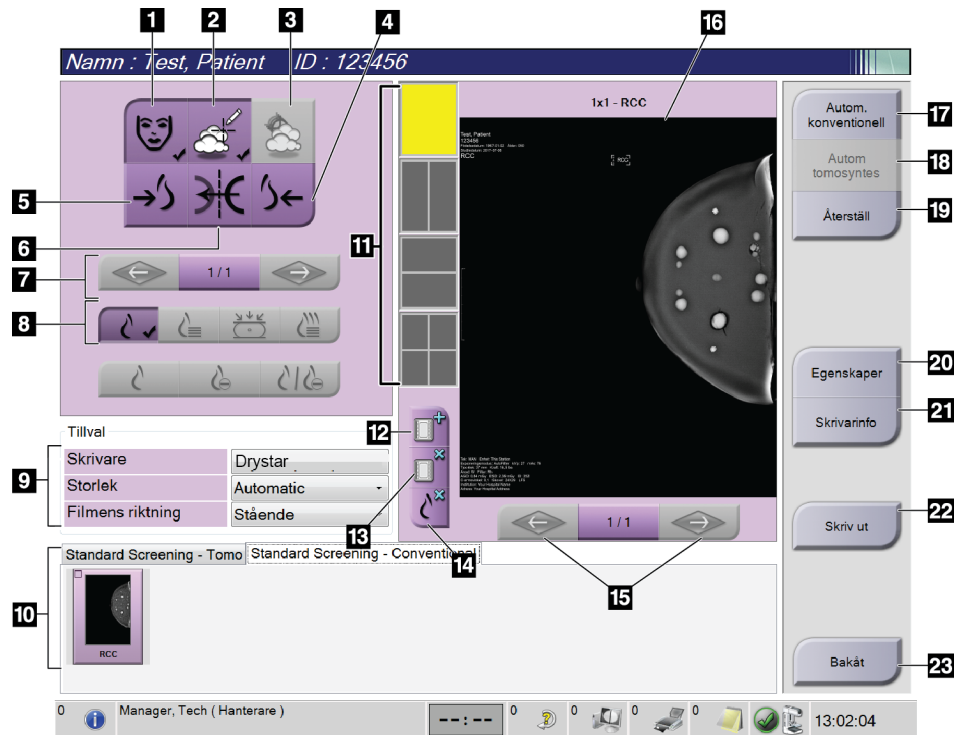 1
2
3
4
16
Namn : Test, Patient ID : 123456
5
6
7
8
1/1
11
1x1 - RCC
Test, Patient
123456
RCC
RCC
Autom.
konventionell
17
Autom
tomosyntes
18
Återställ
19
Egenskaper
20
Skrivarinfo
21
Tillval
9
Skrivare
Drystar
Storlek
Automatic
Filmens riktning
Stående
12
13
14
1/1
15
Skriv ut
22
10
Standard Screening - Tomo
Standard Screening - Conventional
RCC
Bakåt
23
0
Manager, Tech ( Hanterare )
--:--
0
0
0
0
13:02:04